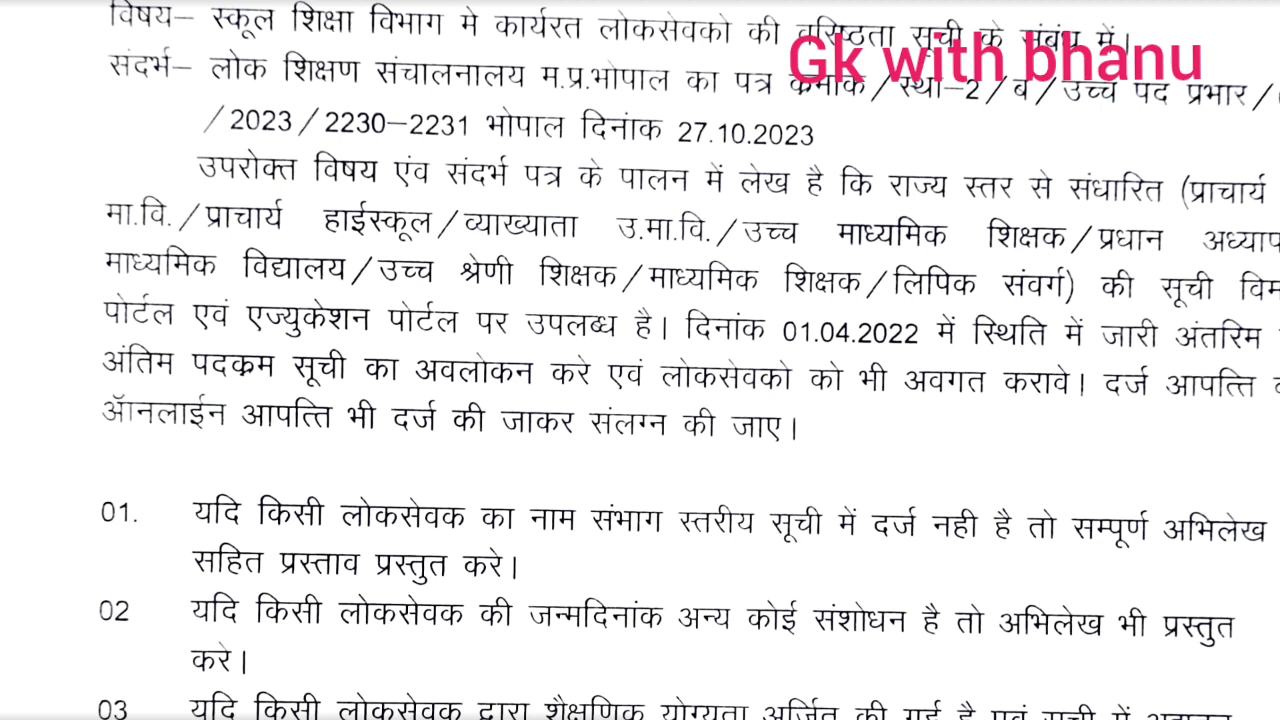 विषय– स्कूल शिक्षा विभाग मे कार्यरत लोकसेवको की वरिष्ठता सूची के संबंध में।
Gk with bhanu
संदर्भ– लोक शिक्षण संचालनालय म.प्र.भोपाल का पत्र कमांक/स्था–2/ब/उच्च पद प्रभार/
/2023/2230–2231 भोपाल दिनांक 27.10.2023
उपरोक्त विषय एंव संदर्भ पत्र के पालन में लेख है कि राज्य स्तर से संधारित (प्राचार्य
मा.वि./प्राचार्य हाईस्कूल/व्याख्याता उ.मा.वि./उच्च माध्यमिक शिक्षक/प्रधान
माध्यमिक विद्यालय/उच्च श्रेणी शिक्षक/माध्यमिक शिक्षक/लिपिक संवर्ग) की सूची
पोर्टल एवं एज्युकेशन पोर्टल पर उपलब्ध है। दिनांक 01.04.2022 में स्थिति में जारी अंतरिम
अंतिम पदकम सूची का अवलोकन करे एवं लोकसेवको को भी अवगत करावे। दर्ज आपत्ति
ऑनलाईन आपत्ति भी दर्ज की जाकर संलग्न की जाए।
01. यदि किसी लोकसेवक का नाम संभाग स्तरीय सूची में दर्ज नही है तो सम्पूर्ण अभिलेख
सहित प्रस्ताव प्रस्तुत करे।
02 यदि किसी लोकसेवक की जन्मदिनांक अन्य कोई संशोधन है तो अभिलेख भी प्रस्तुत
करे।
03 यदि किसी लोकसेवक द्वारा शैक्षणिक योग्यता अर्जित की गई है एवं सूची में